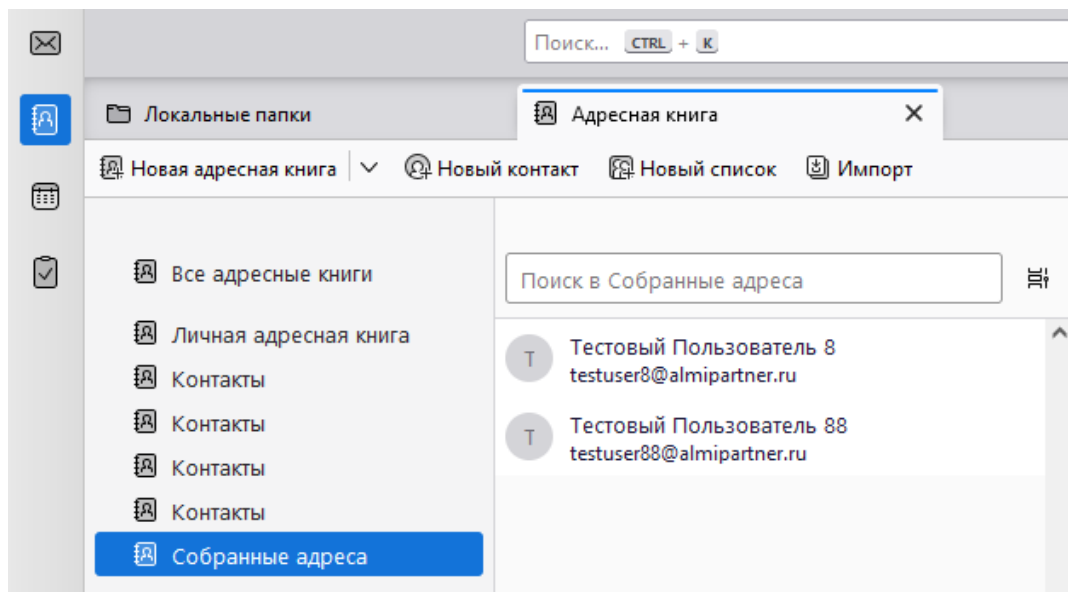 Поиск... CTRL + K
Локальные папки
Адресная книга
Новая адресная книга
Новый контакт
Новый список
Импорт
Все адресные книги
Личная адресная книга
Контакты
Контакты
Контакты
Контакты
Собранные адреса
Поиск в Собранные адреса
Т
Тестовый Пользователь 8
testuser8@almipartner.ru
Т
Тестовый Пользователь 88
testuser88@almipartner.ru